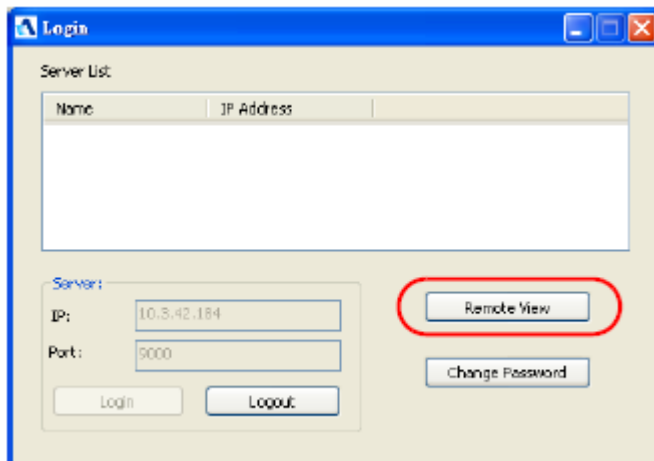 Login
Server List
Name IP Address
Server:
IP: 10.3.42.184
Port: 9000
Login Logout
Remote View
Change Password